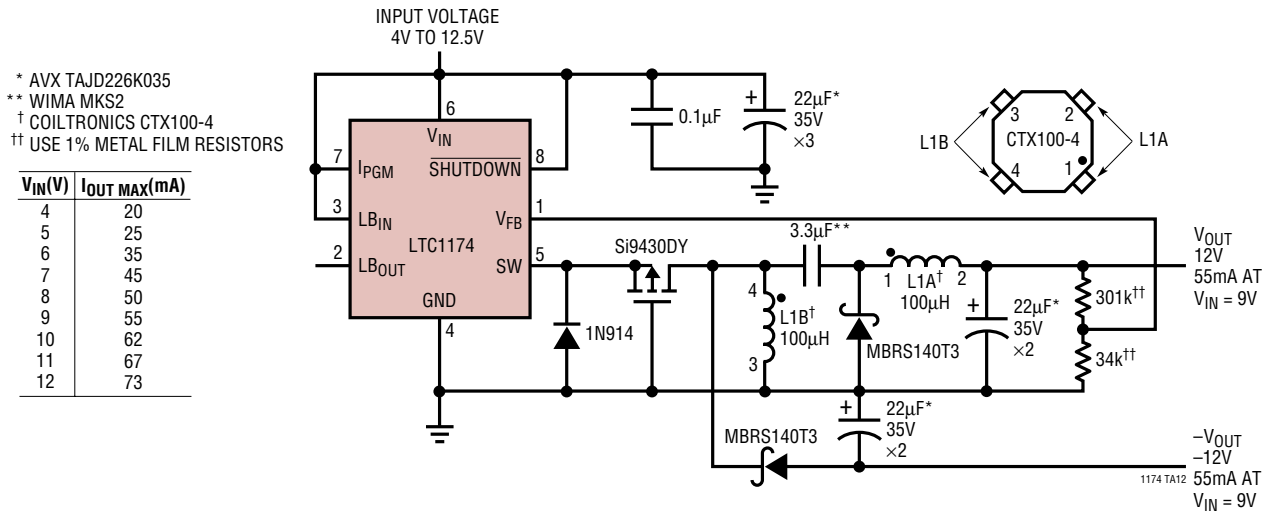 INPUT VOLTAGE
4V TO 12.5V
* AVX TAJD226K035
** WIMA MKS2
† COILTRONICS CTX100-4
†† USE 1% METAL FILM RESISTORS
VIN(V) IOUT MAX(mA)
4 20
5 25
6 35
7 45
8 50
9 55
10 62
11 67
12 73
6
VIN
7
IPGM
SHUTDOWN
8
3
LBIN
VFB
1
2
LBOUT
LTC1174
SW
5
GND
4
0.1µF
+
22µF*
35V
×3
3
2
CTX100-4
4
1
L1B
L1A
Si9430DY
3.3µF**
1N914
4
L1B†
100µH
3
MBRS140T3
1
L1A†
2
100µH
+
22µF*
35V
×2
301k††
34k††
VOUT
12V
55mA AT
VIN = 9V
MBRS140T3
+
22µF*
35V
×2
1174 TA12
–VOUT
–12V
55mA AT
VIN = 9V